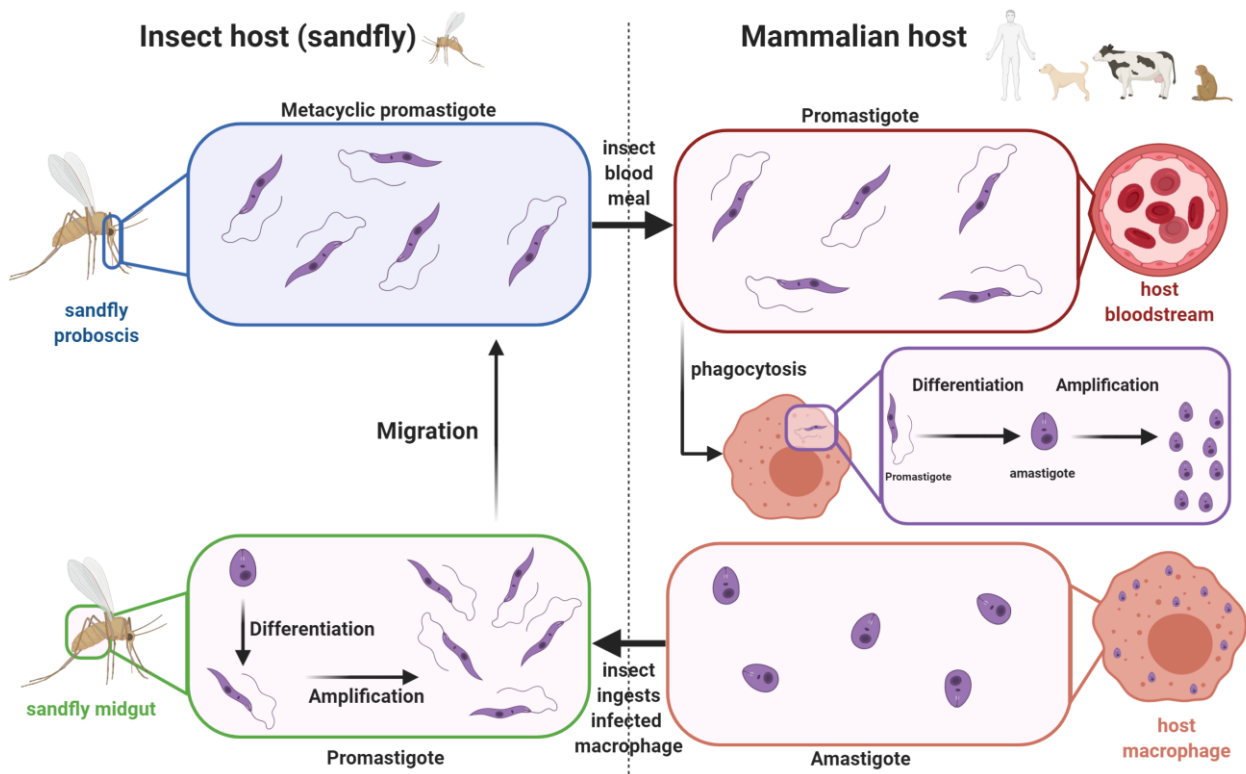 Insect host (sandfly)
Mammalian host
Metacyclic promastigote
Promastigote
insect
blood
meal
sandfly
proboscis
host
bloodstream
phagocytosis
Differentiation
Amplification
Promastigote
amastigote
Migration
Differentiation
Amplification
sandfly midgut
Promastigote
insect
ingests
infected
macrophage
Amastigote
host
macrophage